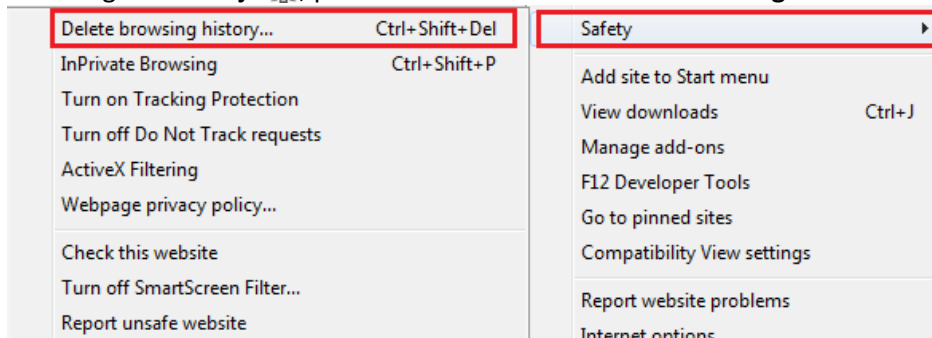 Delete browsing history... Ctrl+Shift+Del
InPrivate Browsing Ctrl+Shift+P
Turn on Tracking Protection
Turn off Do Not Track requests
ActiveX Filtering
Webpage privacy policy...
Check this website
Turn off SmartScreen Filter...
Report unsafe website
Safety
Add site to Start menu
View downloads Ctrl+J
Manage add-ons
F12 Developer Tools
Go to pinned sites
Compatibility View settings
Report website problems
Internet options